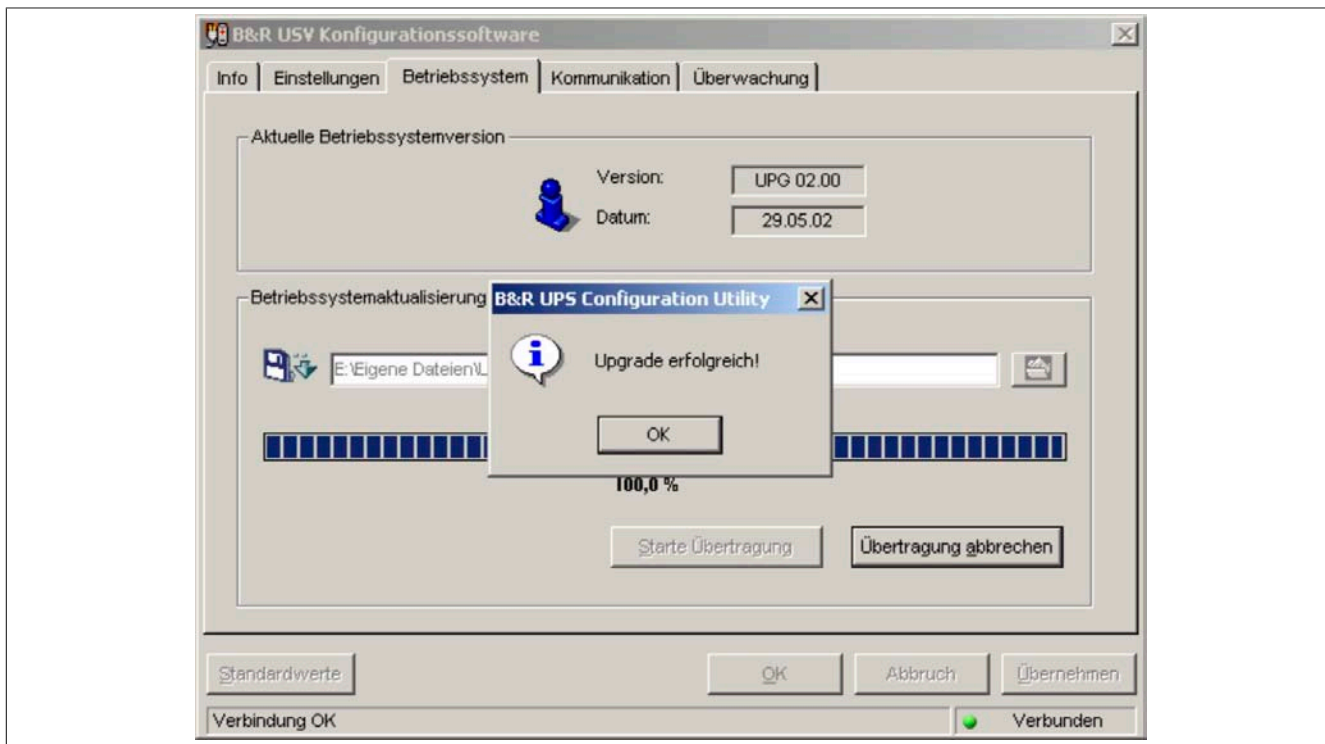 B&R USV Konfigurationssoftware
Info Einstellungen Betriebssystem Kommunikation Überwachung
Aktuelle Betriebssystemversion
Version: UPG 02.00
Datum: 29.05.02
Betriebssystemaktualisierung
B&R UPS Configuration Utility
Upgrade erfolgreich!
E:\Eigene Dateien\L
OK
100,0 %
Starte Übertragung Übertragung abbrechen
Standardwerte OK Abbruch Übernehmen
Verbindung OK Verbunden